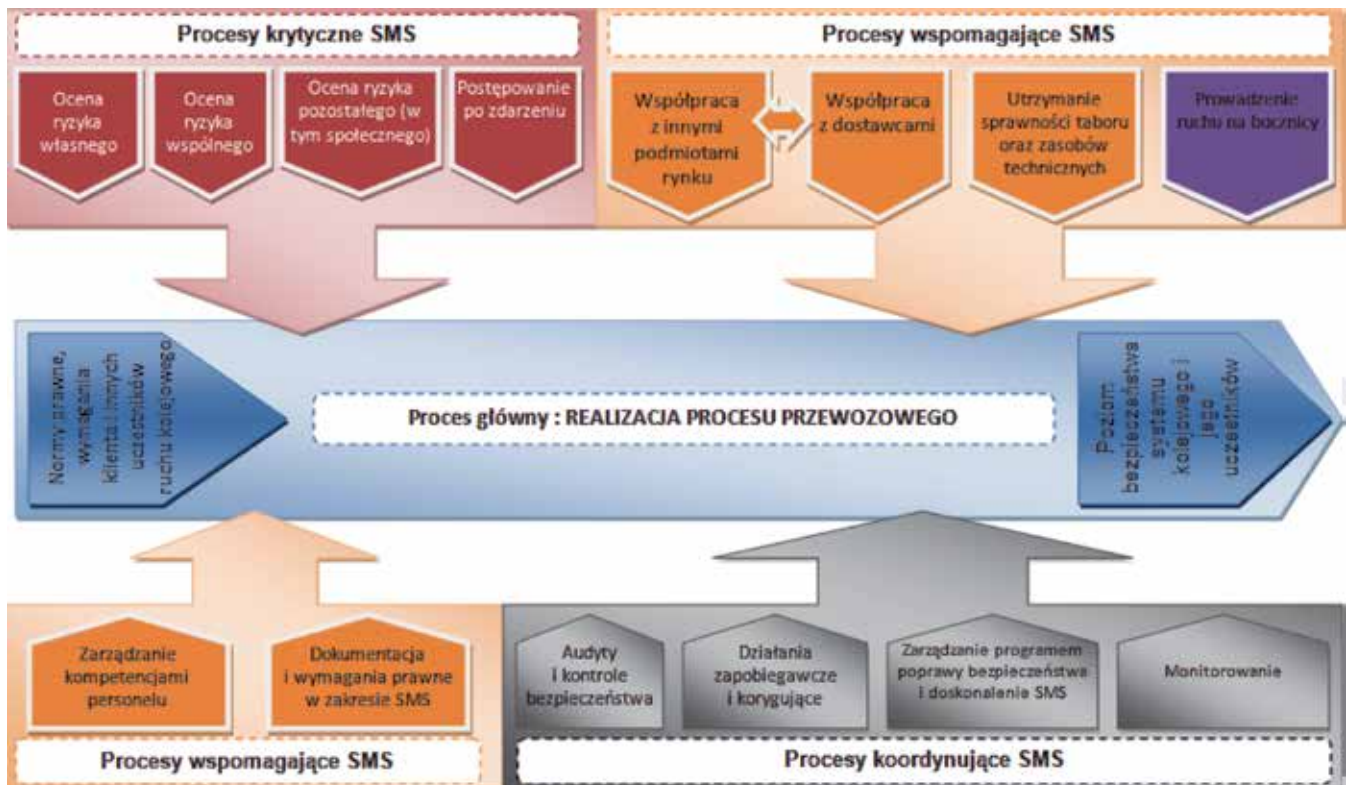 Procesy krytyczne SMS
Ocena
ryzyka
własnego
Ocena
ryzyka
wspólnego
Ocena ryzyka
pozostałego (w
tym społecznego)
Postępowanie
po zdarzeniu
Procesy wspomagające SMS
Współpraca
z innymi
podmiotami
rynku
Współpraca
z dostawcami
Utrzymanie
sprawności taboru
oraz zasobów
technicznych
Prowadzenie
ruchu na bocznicy
Normy prawne,
wymagania
klienta i innych
uczestników
ruchu kolejowego
Proces główny : REALIZACJA PROCESU PRZEWOZOWEGO
Poziom
bezpieczeństwa
systemu
kolejowego i
jego
uczestników
Zarządzanie
kompetencjami
personelu
Dokumentacja
i wymagania prawne
w zakresie SMS
Procesy wspomagające SMS
Audyty
i kontrole
bezpieczeństwa
Działania
zapobiegawcze
i korygujące
Zarządzanie programem
poprawy bezpieczeństwa
i doskonalenie SMS
Monitorowanie
Procesy koordynujące SMS